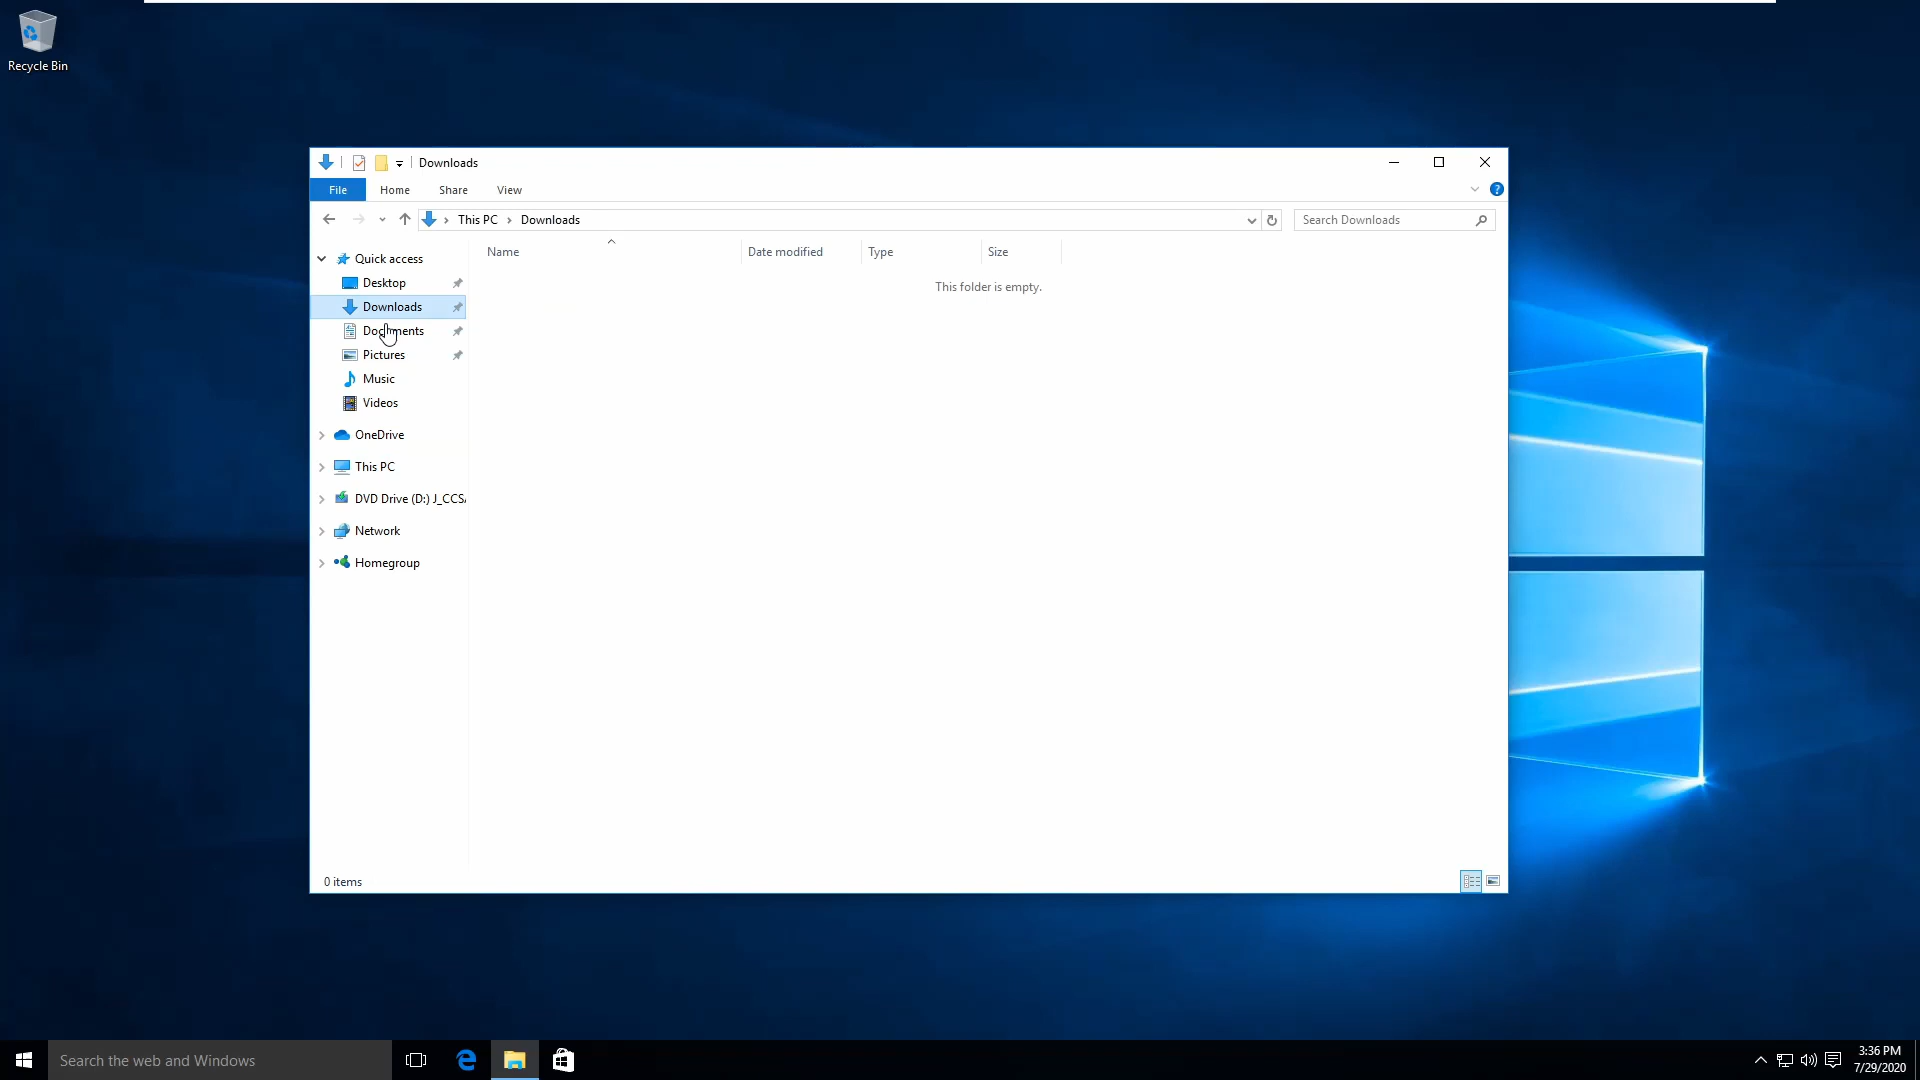 Recycle Bin
Downloads
File Home Share View
This PC Downloads
Search Downloads
Name Date modified Type Size
This folder is empty.
Quick access
Desktop
Downloads
Documents
Pictures
Music
Videos
OneDrive
This PC
DVD Drive (D:) J_CCSA
Network
Homegroup
0 items
Search the web and Windows
3:36 PM
7/29/2020